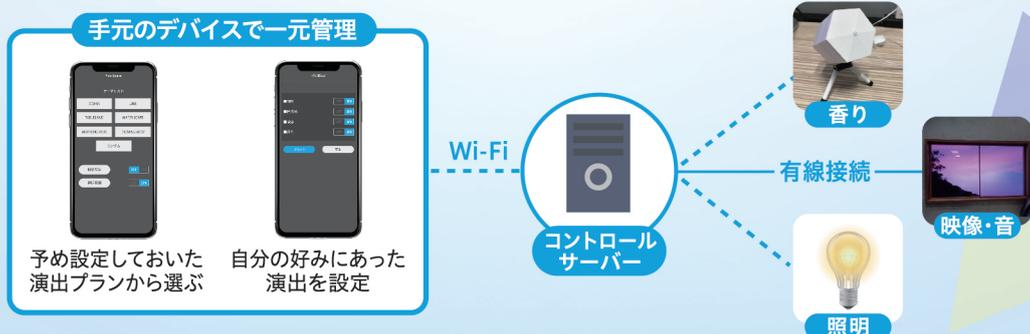 手元のデバイスで一元管理
予め設定しておいた
演出プランから選ぶ
自分の好みにあった
演出を設定
Wi-Fi
コントロール
サーバー
香り
有線接続
映像・音
照明